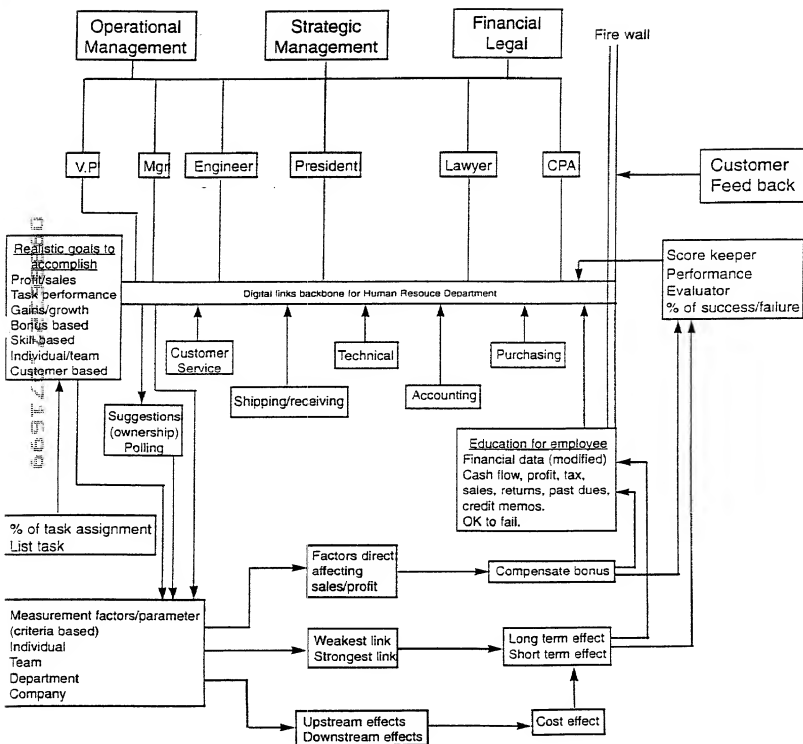 Operational
Management
Strategic
Management
Financial
Legal
Fire wall
V.P
Mgr
Engineer
President
Lawyer
CPA
Customer
Feed back
Realistic goals to
accomplish
Profit/sales
Task performance
Gains/growth
Bonus based
Skill based
Individual/team
Customer based
Score keeper
Performance
Evaluator
% of success/failure
Digital links backbone for Human Resouce Department
Customer
Service
Shipping/receiving
Technical
Accounting
Purchasing
Suggestions
(ownership)
Polling
Education for employee
Financial data (modified)
Cash flow, profit, tax,
sales, returns, past dues,
credit memos.
OK to fail.
% of task assignment
List task
Factors direct
affecting
sales/profit
Compensate bonus
Measurement factors/parameter
(criteria based)
Individual
Team
Department
Company
Weakest link
Strongest link
Long term effect
Short term effect
Upstream effects
Downstream effects
Cost effect